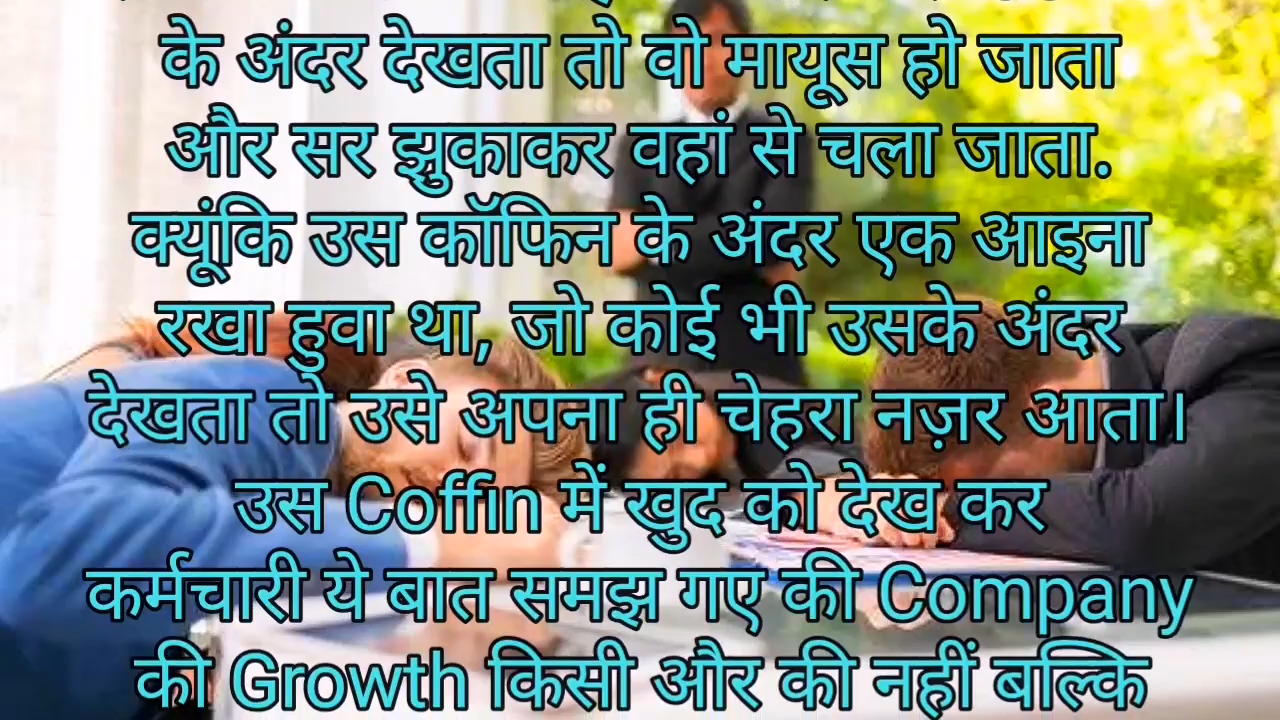 के अंदर देखता तो वो मायूस हो जाता
और सर झुकाकर वहां से चला जाता.
क्यूंकि उस कॉफिन के अंदर एक आइना
रखा हुवा था, जो कोई भी उसके अंदर
देखता तो उसे अपना ही चेहरा नज़र आता।
उस Coffin में खुद को देख कर
कर्मचारी ये बात समझ गए की Company
की Growth किसी और की नहीं बल्कि